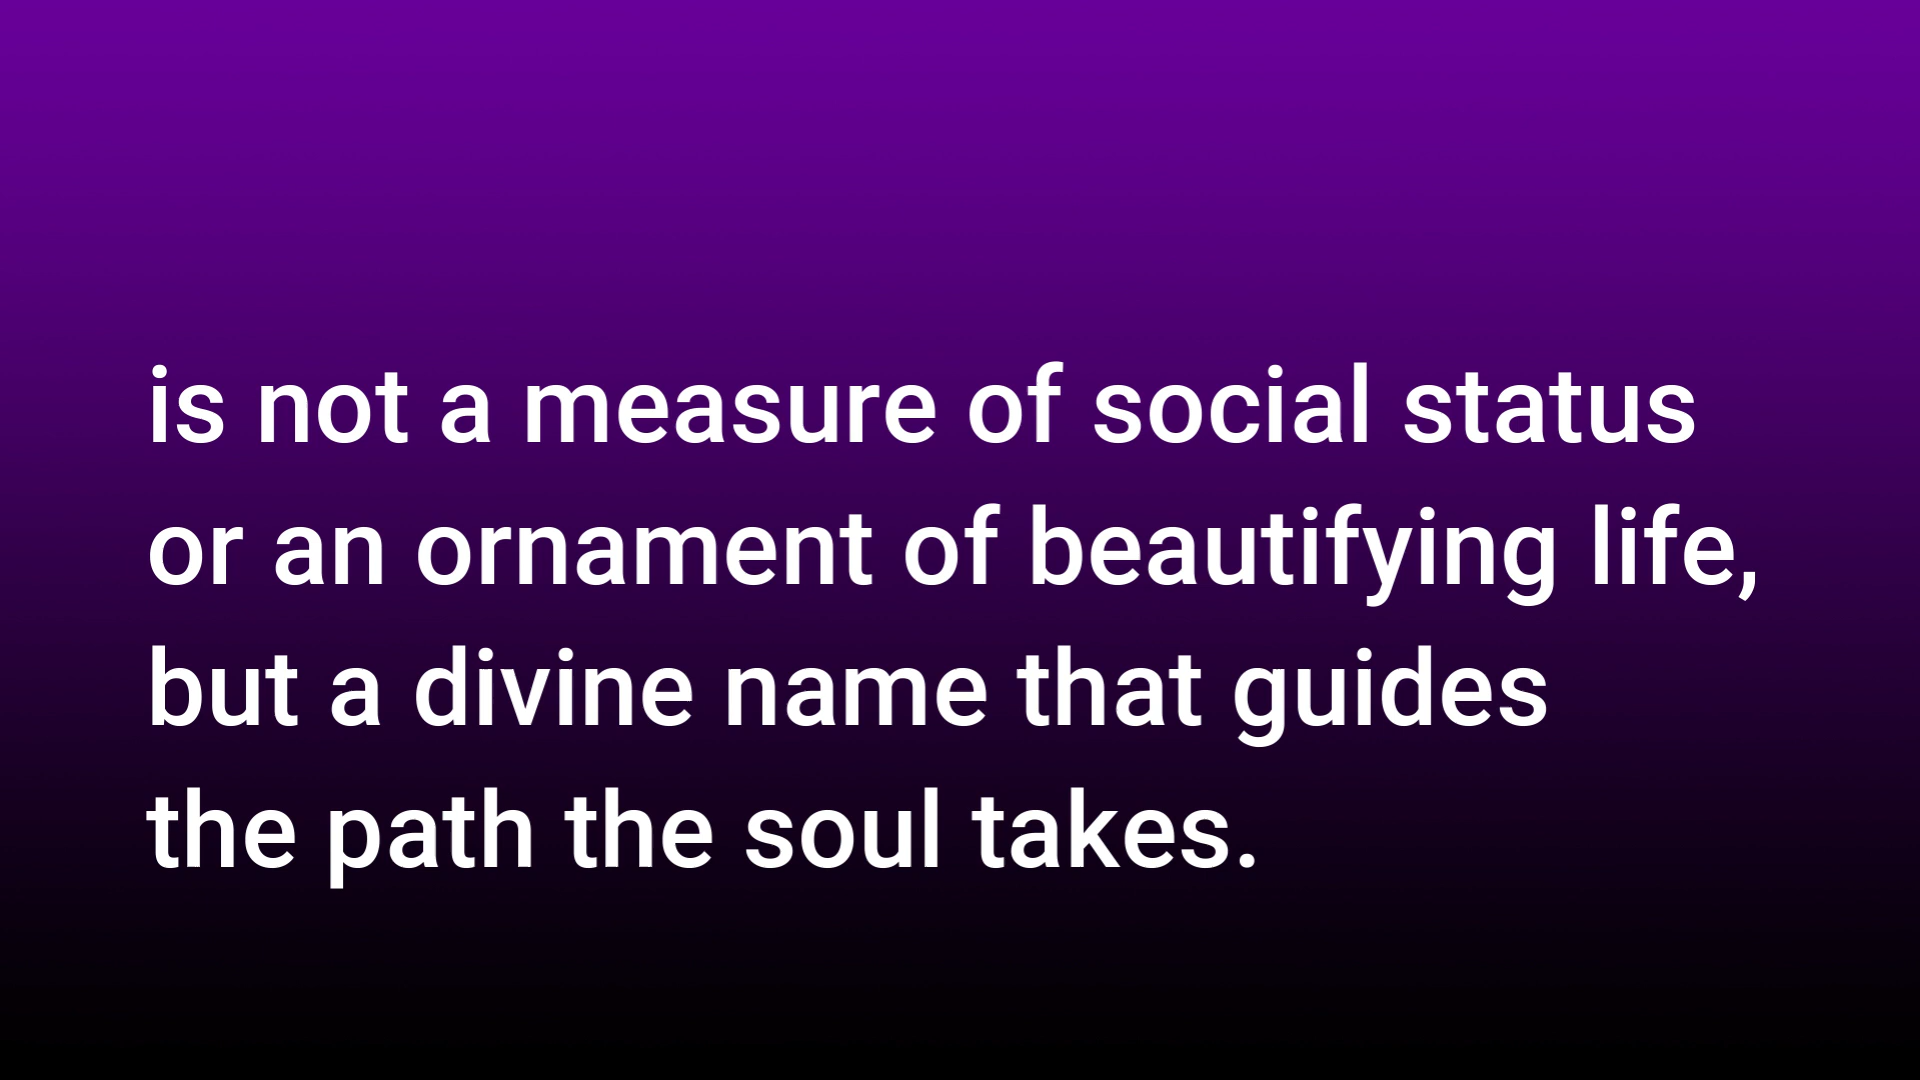 is not a measure of social status
or an ornament of beautifying life,
but a divine name that guides
the path the soul takes.